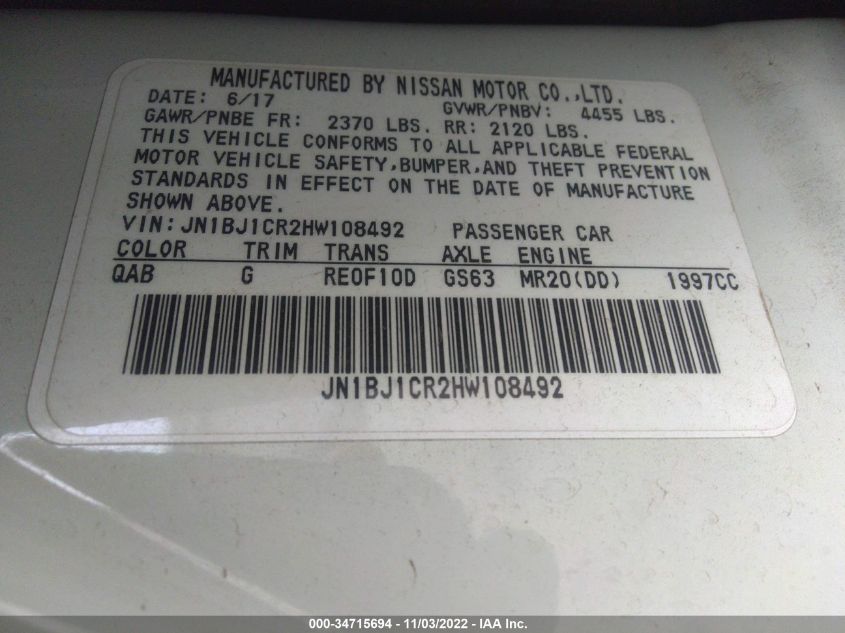 MANUFACTURED BY NISSAN MOTOR CO.,LTD.
DATE: 6/17 GVWR/PNBV: 4455 LBS.
GAWR/PNBE FR: 2370 LBS. RR: 2120 LBS.
THIS VEHICLE CONFORMS TO ALL APPLICABLE FEDERAL
MOTOR VEHICLE SAFETY,BUMPER,AND THEFT PREVENTION
STANDARDS IN EFFECT ON THE DATE OF MANUFACTURE
SHOWN ABOVE.
VIN:JN1BJ1CR2HW108492 PASSENGER CAR
COLOR TRIM TRANS AXLE ENGINE
QAB G RE0F10D GS63 MR20(DD) 1997CC
JN1BJ1CR2HW108492
000-34715694 - 11/03/2022 - IAA Inc.